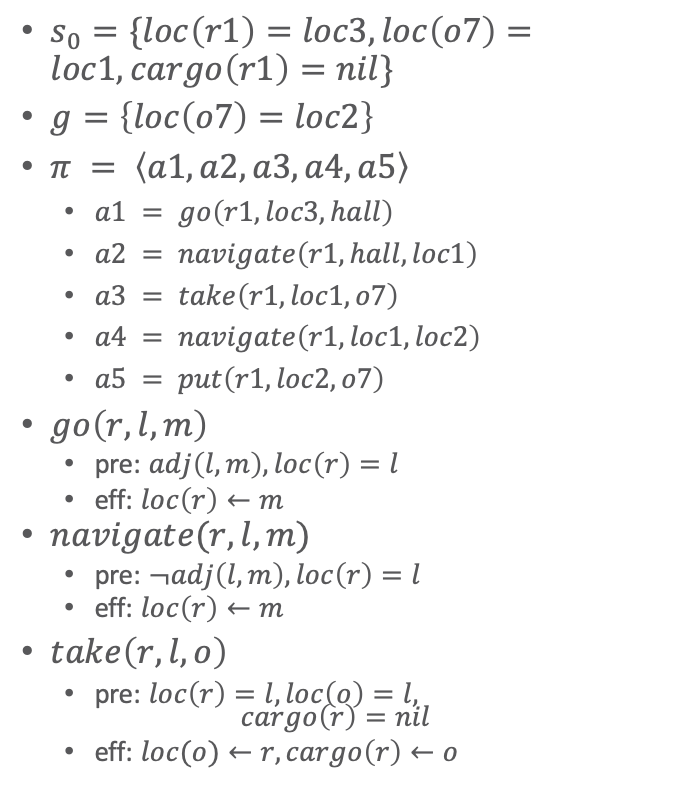 • s₀ = {loc(r1) = loc3, loc(o7) =
loc1, cargo(r1) = nil}
• g = {loc(o7) = loc2}
• π = ⟨a1, a2, a3, a4, a5⟩
• a1 = go(r1, loc3, hall)
• a2 = navigate(r1, hall, loc1)
• a3 = take(r1, loc1, o7)
• a4 = navigate(r1, loc1, loc2)
• a5 = put(r1, loc2, o7)
• go(r, l, m)
• pre: adj(l, m), loc(r) = l
• eff: loc(r) ← m
• navigate(r, l, m)
• pre: ¬adj(l, m), loc(r) = l
• eff: loc(r) ← m
• take(r, l, o)
• pre: loc(r) = l, loc(o) = l,
cargo(r) = nil
• eff: loc(o) ← r, cargo(r) ← o